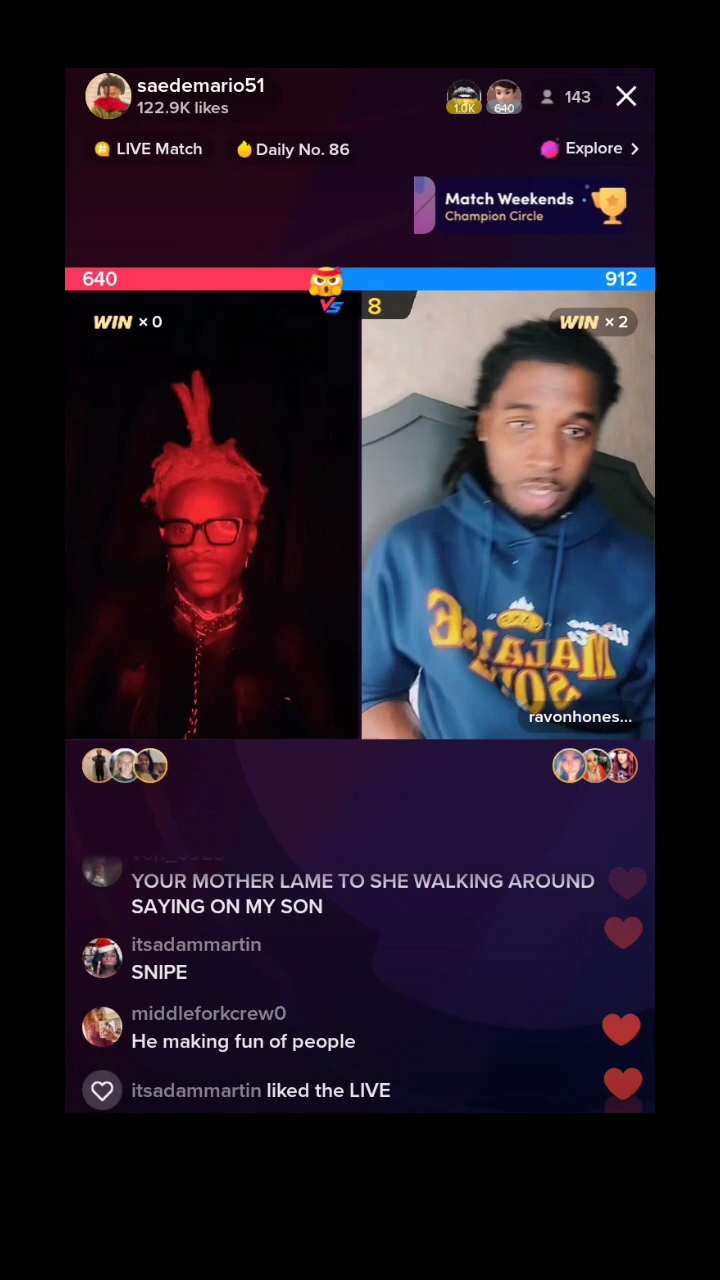 saedemario51
122.9K likes
1.0K
640
143
LIVE Match
Daily No. 86
Explore
Match Weekends
Champion Circle
640
912
VS
8
WIN × 0
WIN × 2
ravonhones...
YOUR MOTHER LAME TO SHE WALKING AROUND
SAYING ON MY SON
itsadammartin
SNIPE
middleforkcrew0
He making fun of people
itsadammartin liked the LIVE